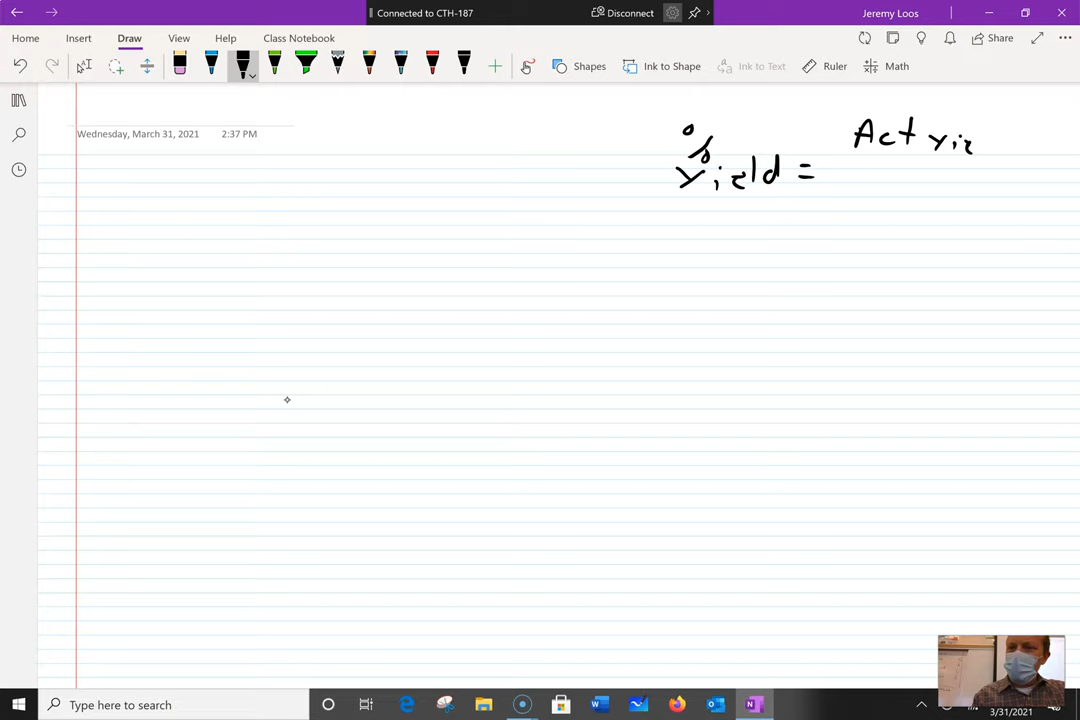 Connected to CTH-187
Disconnect
Jeremy Loos
Home Insert Draw View Help Class Notebook
Share
Shapes Ink to Shape Ink to Text Ruler Math
Wednesday, March 31, 2021 2:37 PM
Act Yie
%
Yield =
Type here to search
3/31/2021